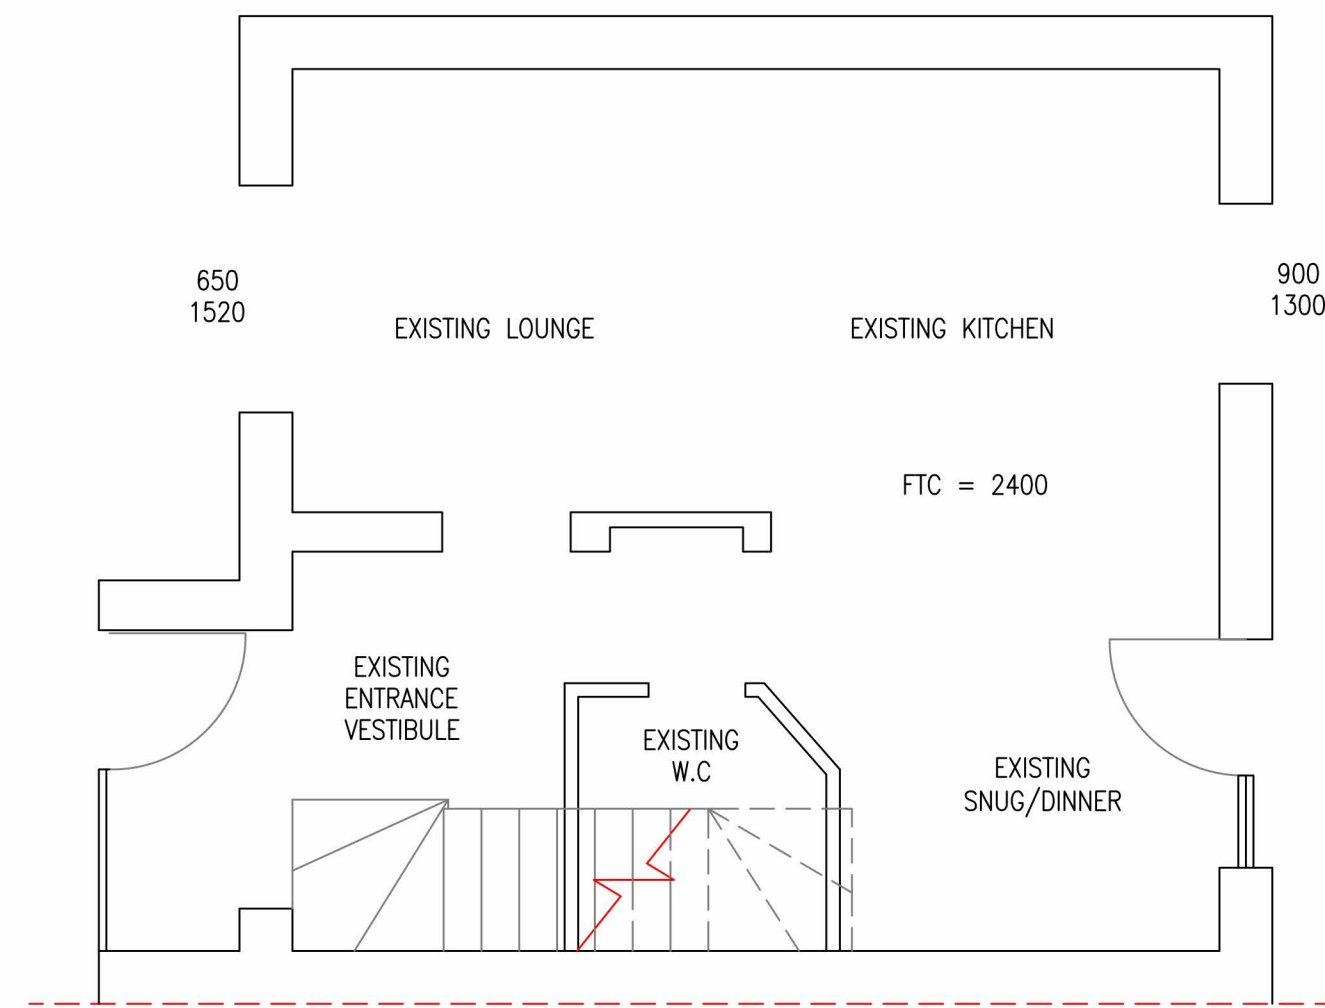 650
1520
900
1300
EXISTING LOUNGE
EXISTING KITCHEN
FTC = 2400
EXISTING
ENTRANCE
VESTIBULE
EXISTING
W.C
EXISTING
SNUG/DINNER